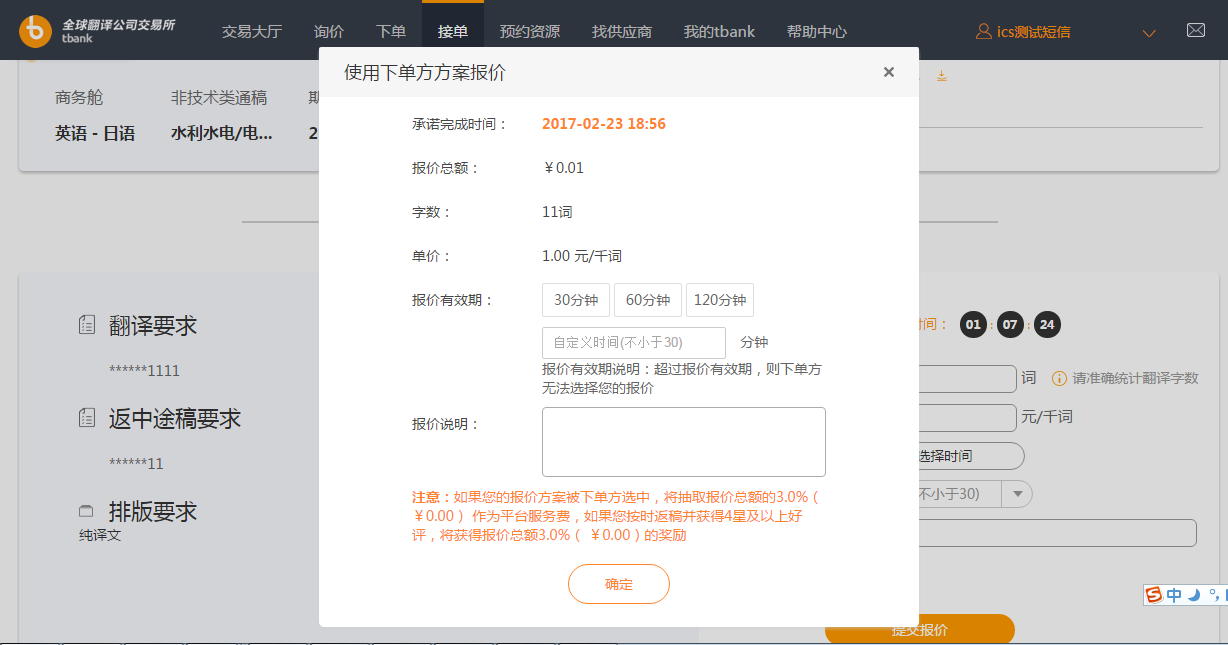 全球翻译公司交易所
tbank
交易大厅 询价 下单 接单 预约资源 找供应商 我的tbank 帮助中心
ics测试短信
使用下单方方案报价
商务舱 非技术类通稿 期
英语 - 日语 水利水电/电... 2
承诺完成时间： 2017-02-23 18:56
报价总额： ￥0.01
字数： 11词
单价： 1.00 元/千词
报价有效期： 30分钟 60分钟 120分钟
自定义时间(不小于30) 分钟
报价有效期说明：超过报价有效期，则下单方
无法选择您的报价
报价说明：
注意：如果您的报价方案被下单方选中，将抽取报价总额的3.0%（
￥0.00 ） 作为平台服务费，如果您按时返稿并获得4星及以上好
评，将获得报价总额3.0%（ ￥0.00 ）的奖励
确定
翻译要求
******1111
返中途稿要求
******11
排版要求
纯译文
时间： 01 : 07 : 24
词 请准确统计翻译字数
元/千词
选择时间
不小于30)
提交报价
中